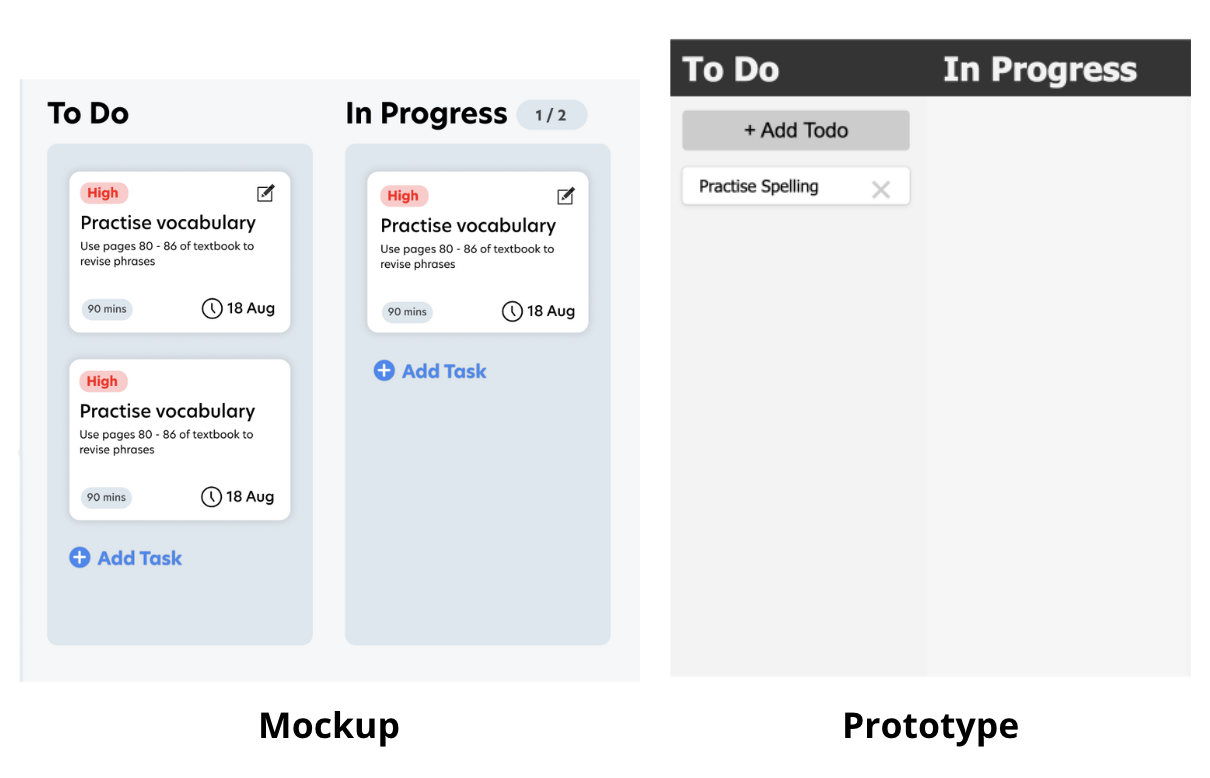 To Do
In Progress
1 / 2
High
Practise vocabulary
Use pages 80 - 86 of textbook to
revise phrases
90 mins
18 Aug
High
Practise vocabulary
Use pages 80 - 86 of textbook to
revise phrases
90 mins
18 Aug
Add Task
High
Practise vocabulary
Use pages 80 - 86 of textbook to
revise phrases
90 mins
18 Aug
Add Task
Mockup
To Do
In Progress
+ Add Todo
Practise Spelling
Prototype